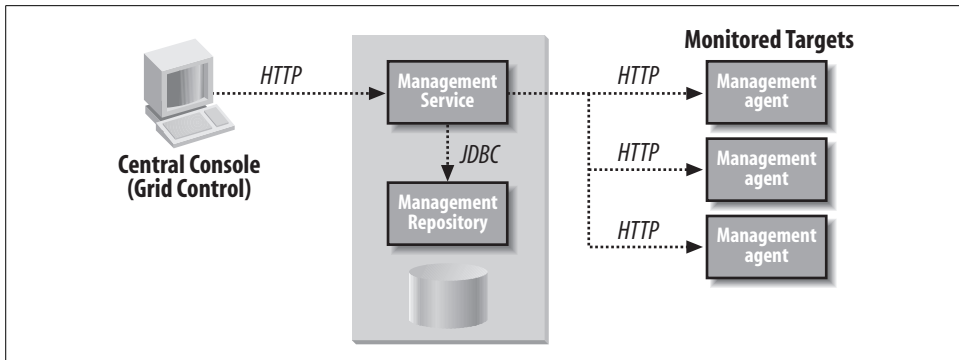 Monitored Targets
HTTP
Management
Service
HTTP
Management
agent
Central Console
(Grid Control)
JDBC
HTTP
Management
agent
Management
Repository
HTTP
Management
agent